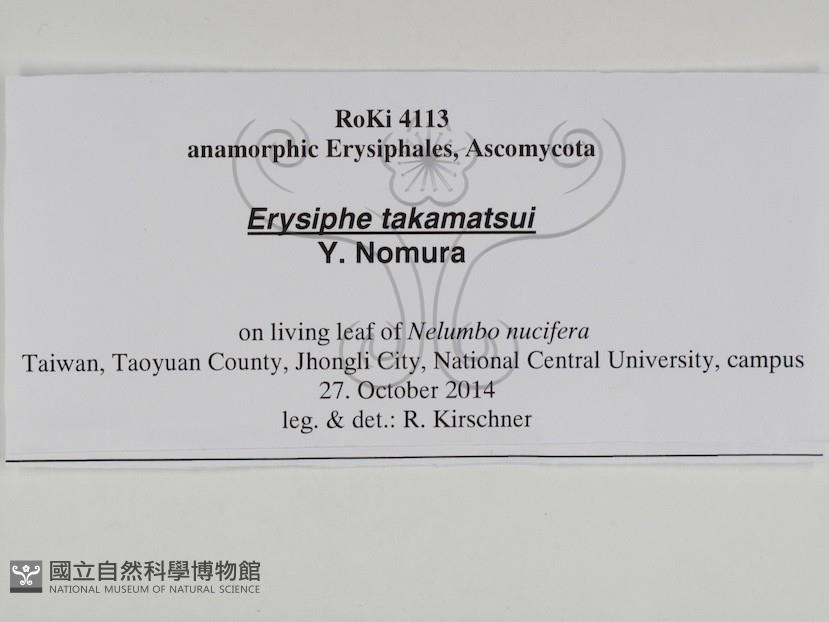 RoKi 4113
anamorphic Erysiphales, Ascomycota
Erysiphe takamatsui
Y. Nomura
on living leaf of Nelumbo nucifera
Taiwan, Taoyuan County, Jhongli City, National Central University, campus
27. October 2014
leg. & det.: R. Kirschner
國立自然科學博物館
NATIONAL MUSEUM OF NATURAL SCIENCE